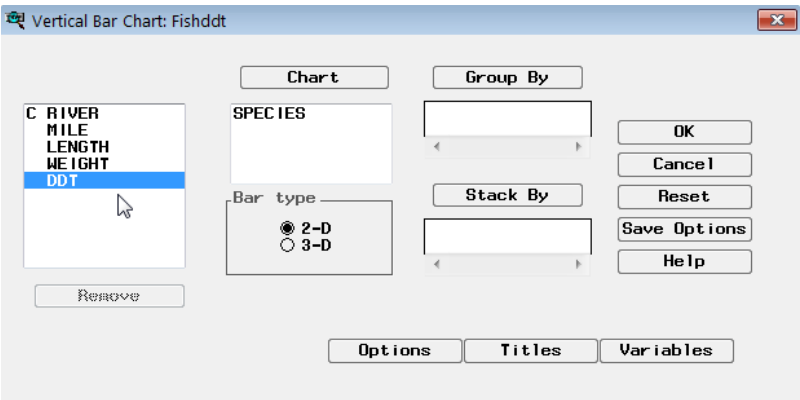 Vertical Bar Chart: Fishddt
Chart
Group By
C RIVER
MILE
LENGTH
WEIGHT
DDT
SPECIES
Bar type
2-D
3-D
Stack By
OK
Cancel
Reset
Save Options
Help
Remove
Options
Titles
Variables